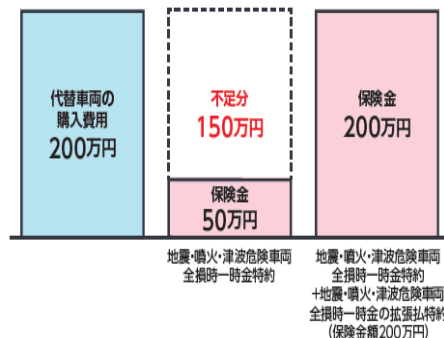 代替車両の
購入費用
200万円
不足分
150万円
保険金
50万円
保険金
200万円
地震・噴火・津波危険車両
全損時一時金特約
地震・噴火・津波危険車両
全損時一時金特約
+地震・噴火・津波危険車両
全損時一時金の拡張払特約
(保険金額200万円)